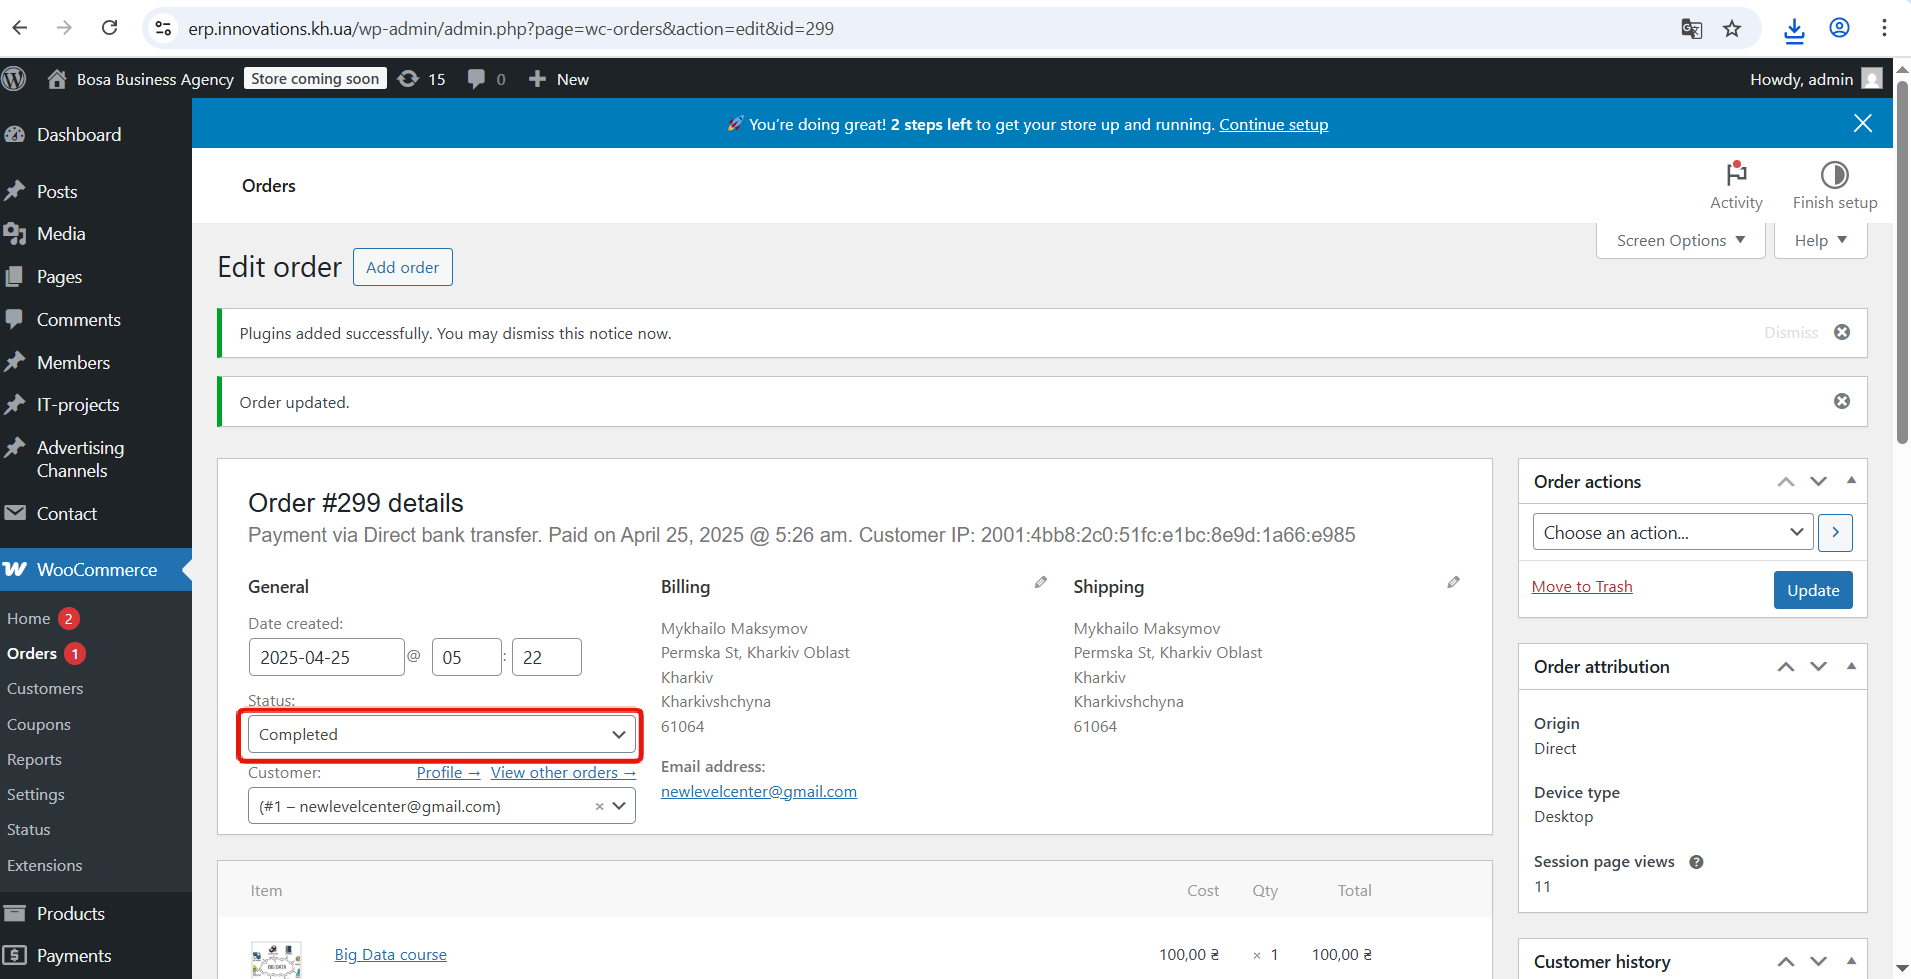 erp.innovations.kh.ua/wp-admin/admin.php?page=wc-orders&action=edit&id=299
Bosa Business Agency
Store coming soon
15
0
New
Howdy, admin
🚀 You’re doing great! 2 steps left to get your store up and running. Continue setup
Dashboard
Posts
Media
Pages
Comments
Members
IT-projects
Advertising
Channels
Contact
WooCommerce
Home 2
Orders 1
Customers
Coupons
Reports
Settings
Status
Extensions
Products
Payments
Orders
Activity
Finish setup
Screen Options
Help
Edit order
Add order
Plugins added successfully. You may dismiss this notice now.
Dismiss
Order updated.
Order #299 details
Payment via Direct bank transfer. Paid on April 25, 2025 @ 5:26 am. Customer IP: 2001:4bb8:2c0:51fc:e1bc:8e9d:1a66:e985
General
Date created:
2025-04-25 @ 05 : 22
Status:
Completed
Customer: Profile → View other orders →
(#1 – newlevelcenter@gmail.com) ×
Billing
Mykhailo Maksymov
Permska St, Kharkiv Oblast
Kharkiv
Kharkivshchyna
61064
Email address:
newlevelcenter@gmail.com
Shipping
Mykhailo Maksymov
Permska St, Kharkiv Oblast
Kharkiv
Kharkivshchyna
61064
Item Cost Qty Total
Big Data course 100,00 ₴ × 1 100,00 ₴
Order actions
Choose an action...
Move to Trash
Update
Order attribution
Origin
Direct
Device type
Desktop
Session page views
11
Customer history